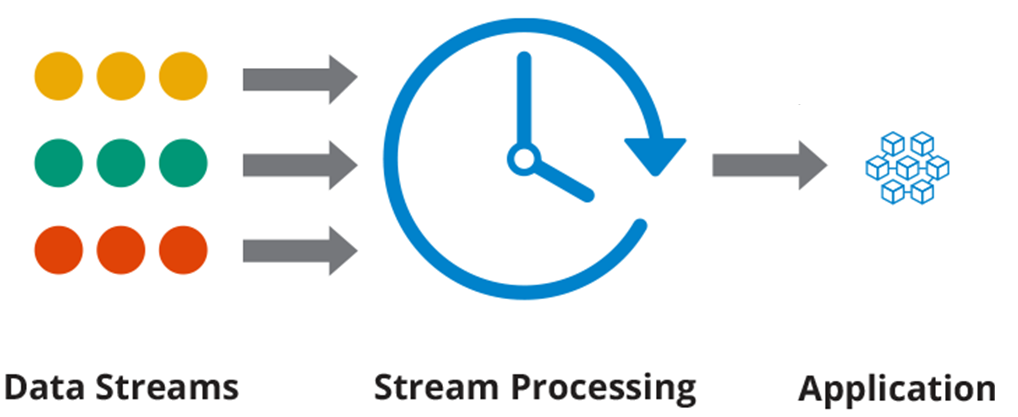 Data Streams
Stream Processing
Application